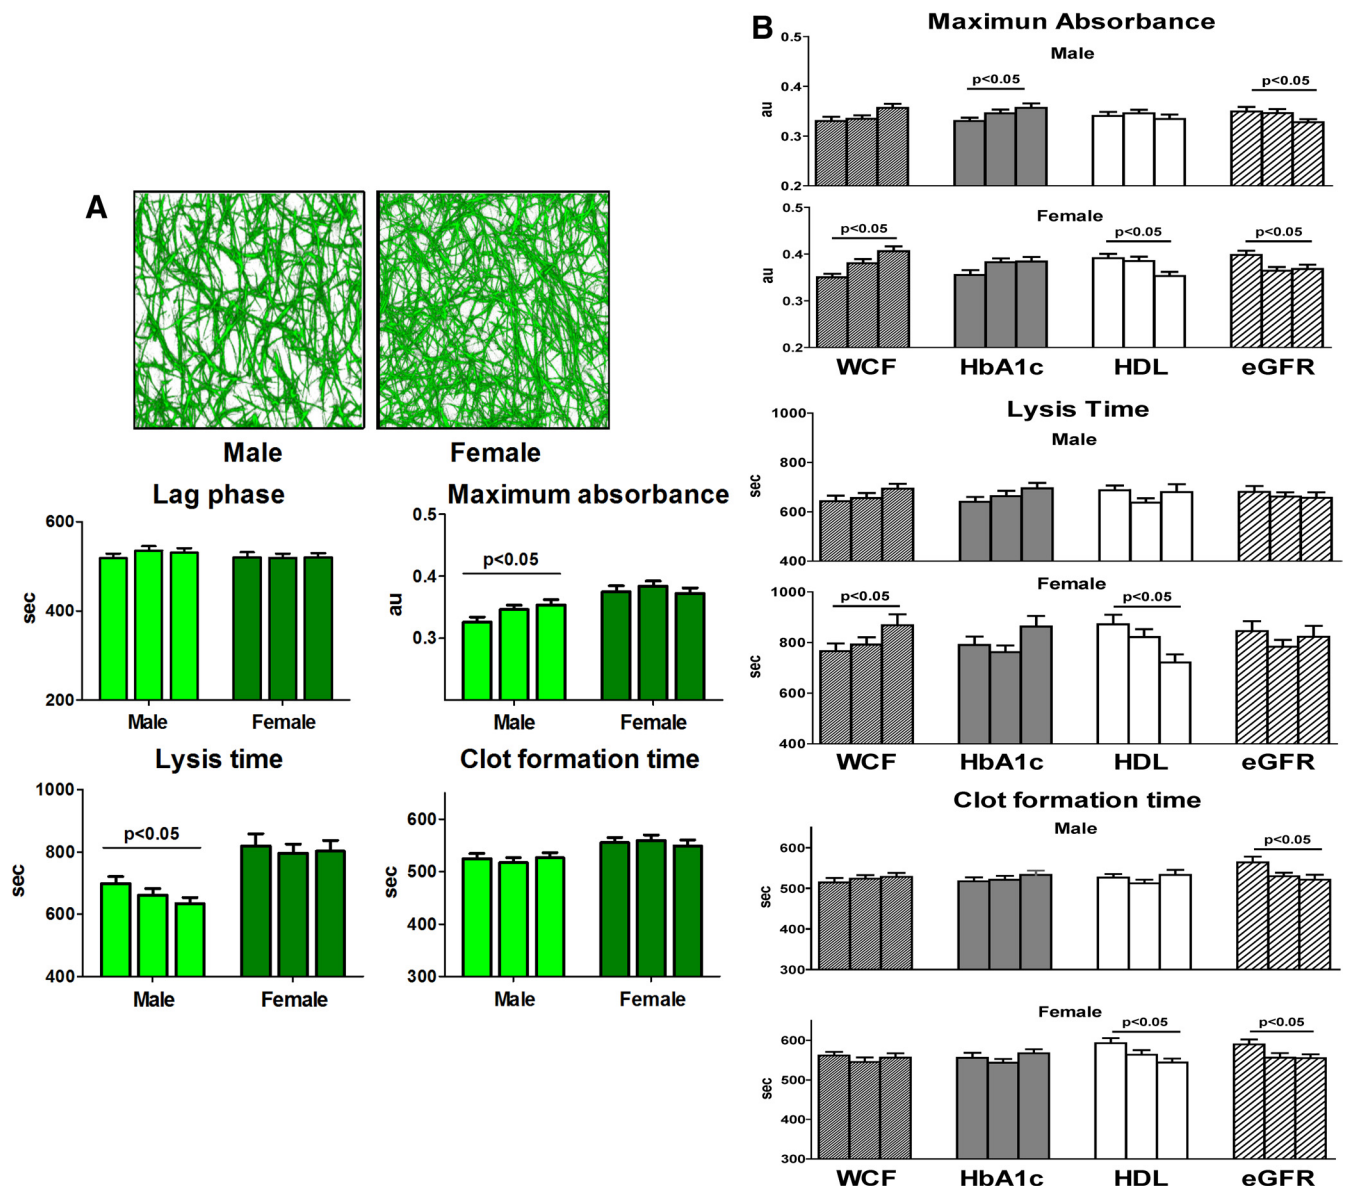 A
Male Female
Lag phase
600
400
200
sec
Male Female
Maximum absorbance
0.5
0.4
0.3
au
p<0.05
Male Female
Lysis time
1000
800
600
400
sec
p<0.05
Male Female
Clot formation time
600
500
400
300
sec
Male Female
B
Maximun Absorbance
Male
0.5
0.4
0.3
0.2
au
p<0.05
p<0.05
Female
0.5
0.4
0.3
0.2
au
p<0.05
p<0.05
p<0.05
WCF HbA1c HDL eGFR
Lysis Time
Male
1000
800
600
400
sec
Female
1000
800
600
400
sec
p<0.05
p<0.05
WCF HbA1c HDL eGFR
Clot formation time
Male
600
500
400
300
sec
p<0.05
Female
600
500
400
300
sec
p<0.05
p<0.05
WCF HbA1c HDL eGFR